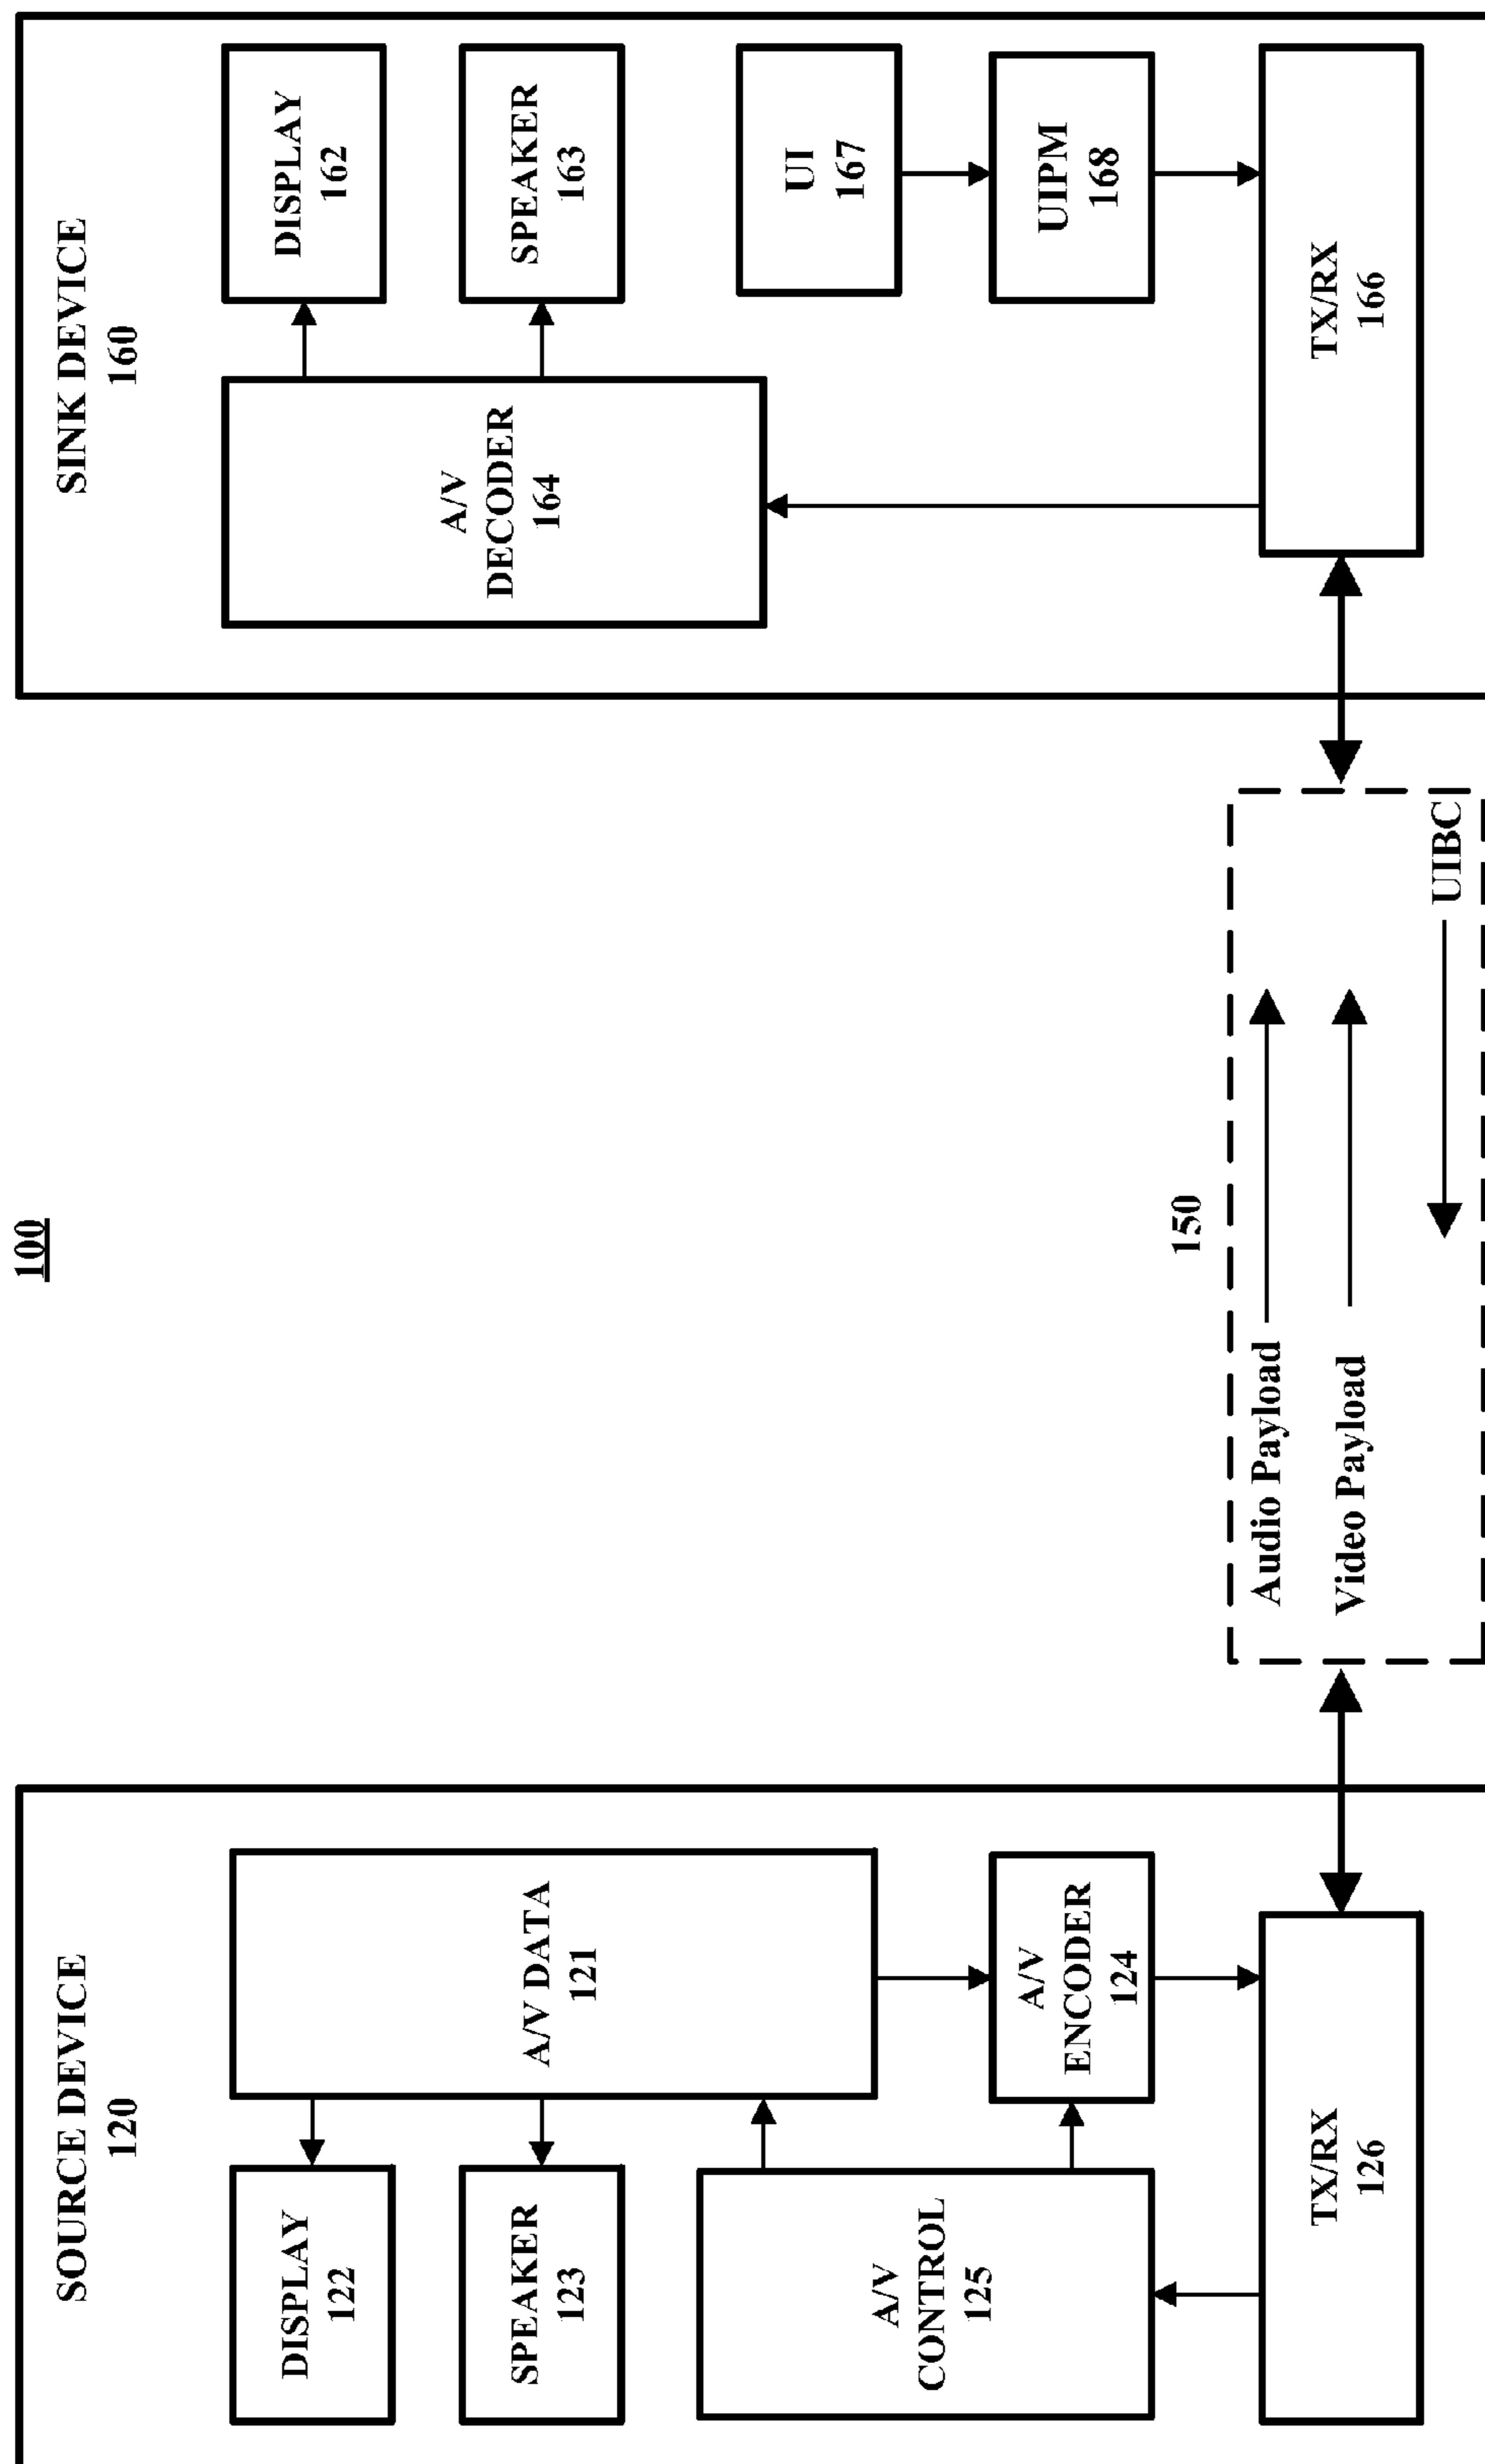 100
SOURCE DEVICE
120
DISPLAY
122
SPEAKER
123
A/V DATA
121
A/V
CONTROL
125
A/V
ENCODER
124
TX/RX
126
150
Audio Payload
Video Payload
UIBC
SINK DEVICE
160
A/V
DECODER
164
DISPLAY
162
SPEAKER
163
UI
167
UIPM
168
TX/RX
166